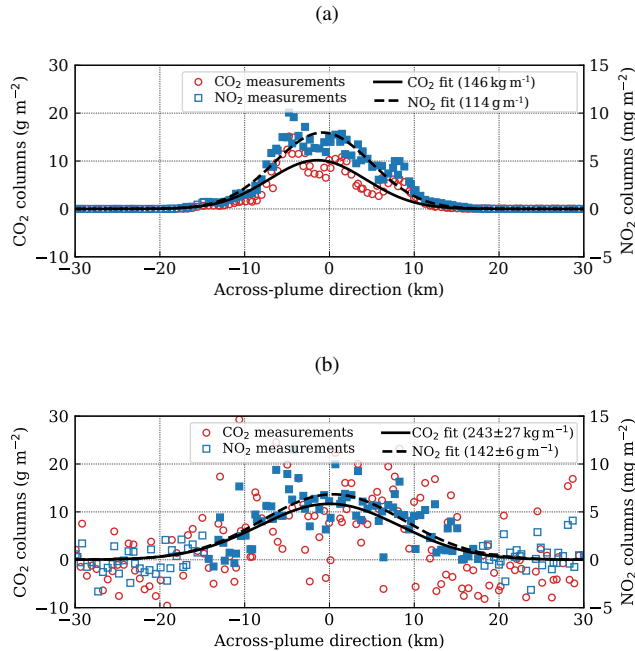 (a)
CO₂ measurements
NO₂ measurements
CO₂ fit (146 kg m⁻¹)
NO₂ fit (114 g m⁻¹)
30
20
10
0
−10
CO₂ columns (g m⁻²)
15
10
5
0
−5
NO₂ columns (mg m⁻²)
−30 −20 −10 0 10 20 30
Across-plume direction (km)
(b)
CO₂ measurements
NO₂ measurements
CO₂ fit (243±27 kg m⁻¹)
NO₂ fit (142±6 g m⁻¹)
30
20
10
0
−10
CO₂ columns (g m⁻²)
15
10
5
0
−5
NO₂ columns (mg m⁻²)
−30 −20 −10 0 10 20 30
Across-plume direction (km)